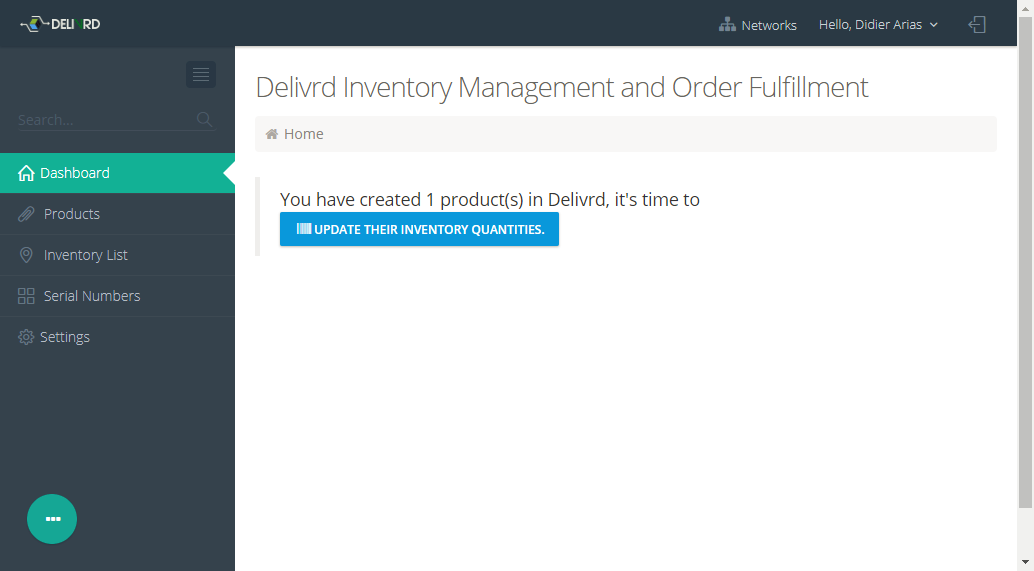 DELIVRD
Networks
Hello, Didier Arias
Search...
Dashboard
Products
Inventory List
Serial Numbers
Settings
Delivrd Inventory Management and Order Fulfillment
Home
You have created 1 product(s) in Delivrd, it's time to
UPDATE THEIR INVENTORY QUANTITIES.